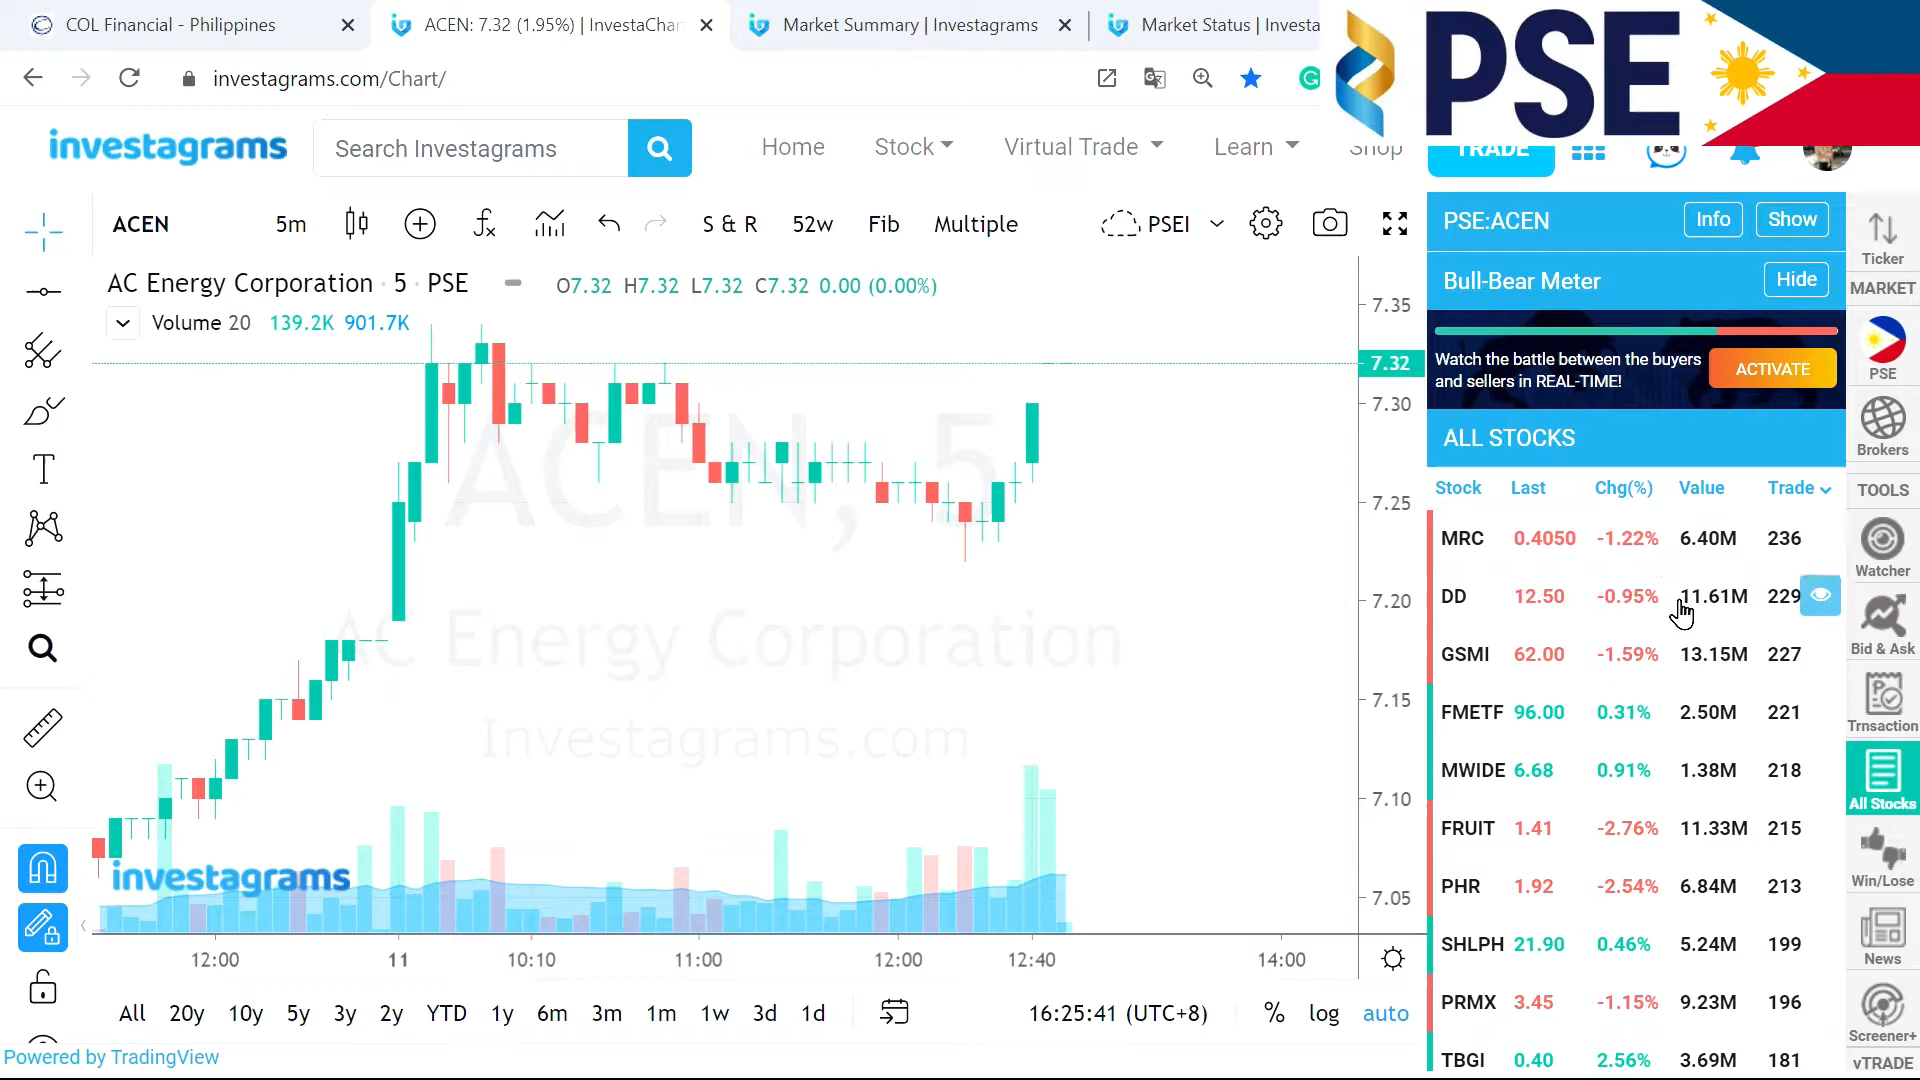 COL Financial - Philippines
ACEN: 7.32 (1.95%) | InvestaChar
Market Summary | Investagrams
Market Status | Investa
PSE
investagrams.com/Chart/
investagrams
Search Investagrams
Home
Stock
Virtual Trade
Learn
Shop
TRADE
ACEN
5m
S & R
52w
Fib
Multiple
PSEI
AC Energy Corporation · 5 · PSE
O7.32 H7.32 L7.32 C7.32 0.00 (0.00%)
Volume 20 139.2K 901.7K
ACEN, 5
AC Energy Corporation
Investagrams.com
investagrams
7.35
7.32
7.30
7.25
7.20
7.15
7.10
7.05
12:00
11
10:10
11:00
12:00
12:40
14:00
All 20y 10y 5y 3y 2y YTD 1y 6m 3m 1m 1w 3d 1d
16:25:41 (UTC+8)
% log auto
Powered by TradingView
PSE:ACEN
Info
Show
Bull-Bear Meter
Hide
Watch the battle between the buyers
and sellers in REAL-TIME!
ACTIVATE
ALL STOCKS
Stock Last Chg(%) Value Trade
MRC 0.4050 -1.22% 6.40M 236
DD 12.50 -0.95% 11.61M 229
GSMI 62.00 -1.59% 13.15M 227
FMETF 96.00 0.31% 2.50M 221
MWIDE 6.68 0.91% 1.38M 218
FRUIT 1.41 -2.76% 11.33M 215
PHR 1.92 -2.54% 6.84M 213
SHLPH 21.90 0.46% 5.24M 199
PRMX 3.45 -1.15% 9.23M 196
TBGI 0.40 2.56% 3.69M 181
Ticker
MARKET
PSE
Brokers
TOOLS
Watcher
Bid & Ask
Trnsaction
All Stocks
Win/Lose
News
Screener+
vTRADE